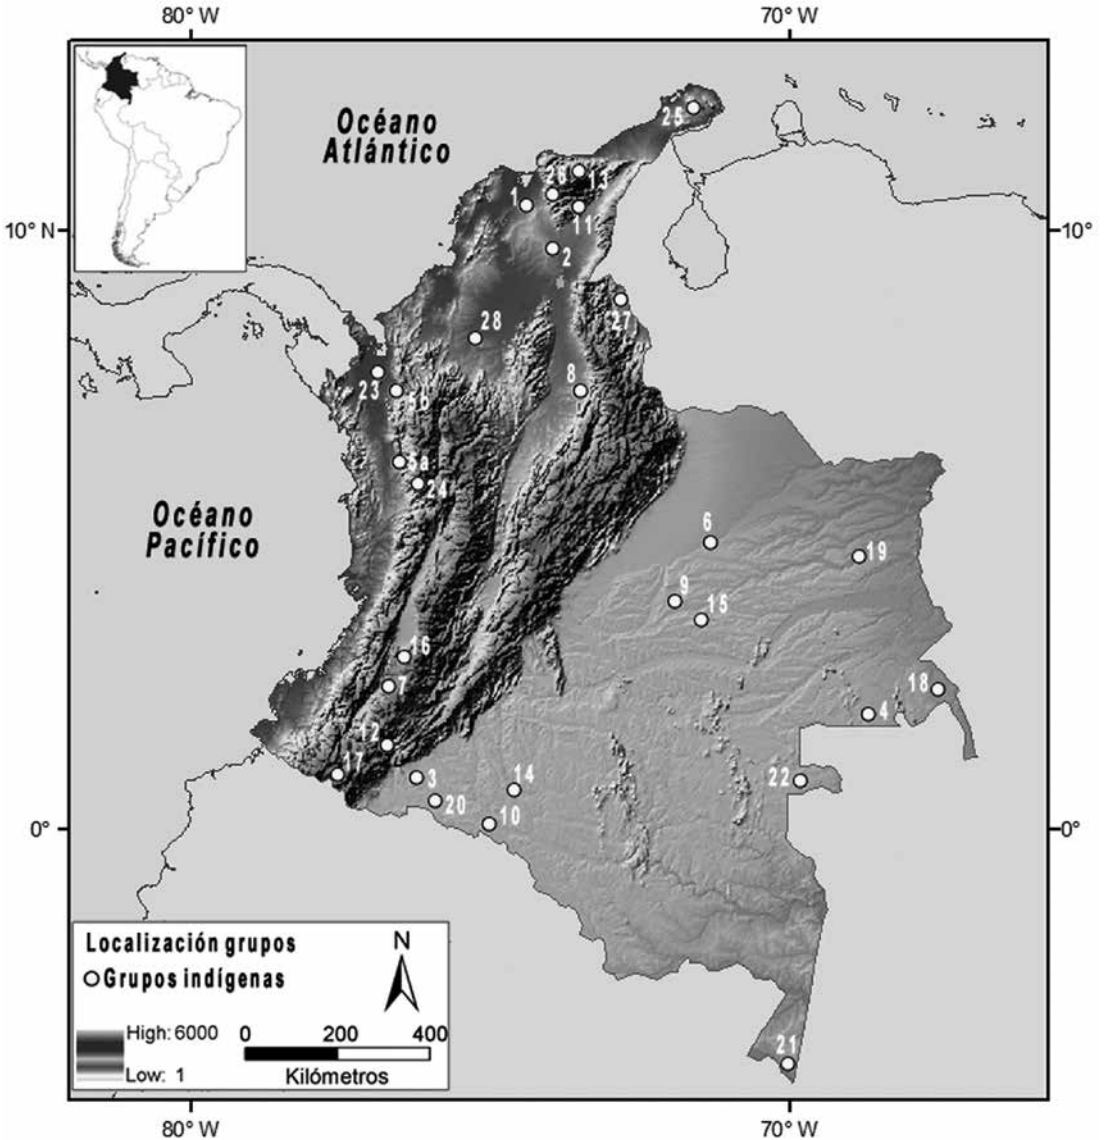 80° W
70° W
Océano
Atlántico
25
26
13
1
11
10° N
10°
2
27
28
8
23
5b
5a
24
Océano
Pacífico
6
19
9
15
16
7
18
4
12
17
3
14
22
20
10
0°
0°
Localización grupos
Grupos indígenas
N
High: 6000
Low: 1
0
200
400
Kilómetros
21
80° W
70° W